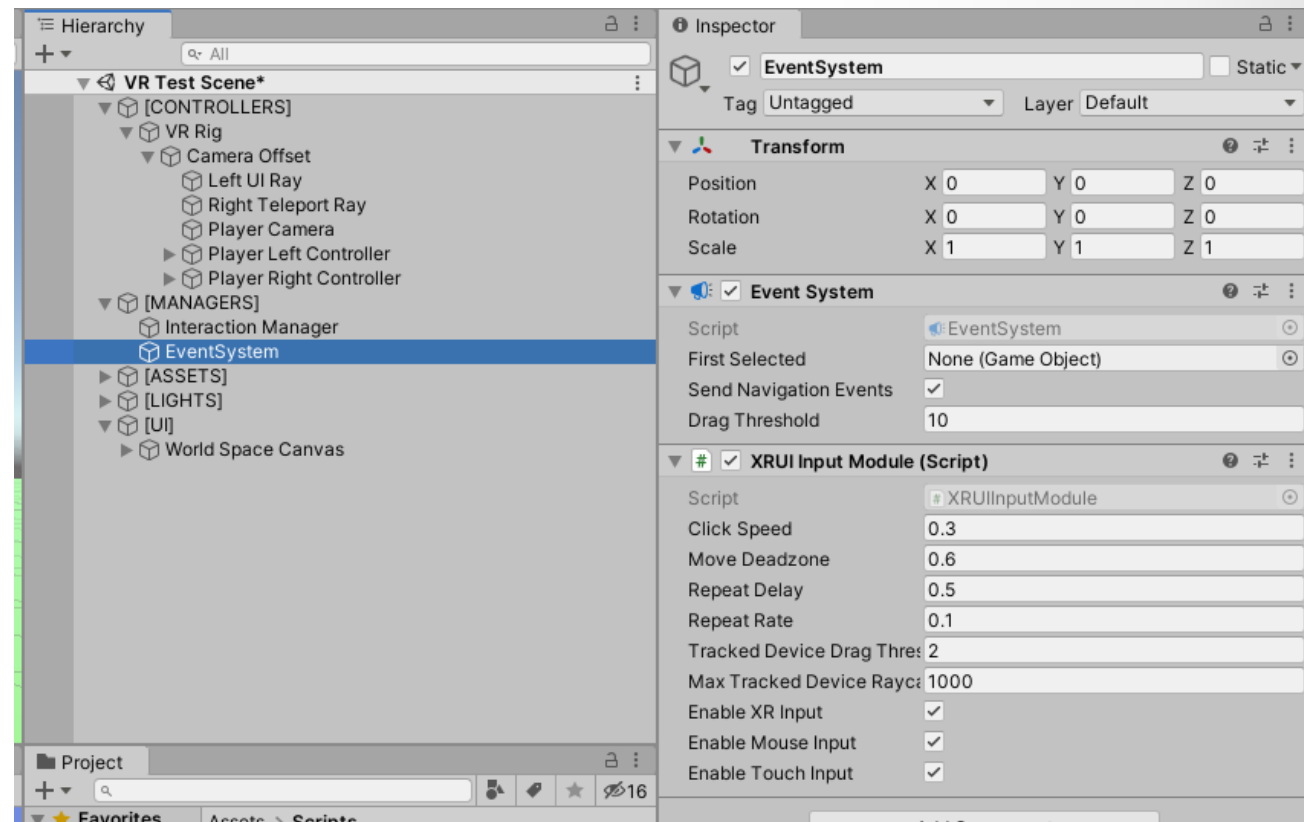 Hierarchy
All
VR Test Scene*
[CONTROLLERS]
VR Rig
Camera Offset
Left UI Ray
Right Teleport Ray
Player Camera
Player Left Controller
Player Right Controller
[MANAGERS]
Interaction Manager
EventSystem
[ASSETS]
[LIGHTS]
[UI]
World Space Canvas
Project
16
Favorites Assets > Scripts
Inspector
EventSystem Static
Tag Untagged Layer Default
Transform
Position X 0 Y 0 Z 0
Rotation X 0 Y 0 Z 0
Scale X 1 Y 1 Z 1
Event System
Script EventSystem
First Selected None (Game Object)
Send Navigation Events
Drag Threshold 10
XRUI Input Module (Script)
Script XRUIInputModule
Click Speed 0.3
Move Deadzone 0.6
Repeat Delay 0.5
Repeat Rate 0.1
Tracked Device Drag Thres 2
Max Tracked Device Rayca 1000
Enable XR Input
Enable Mouse Input
Enable Touch Input